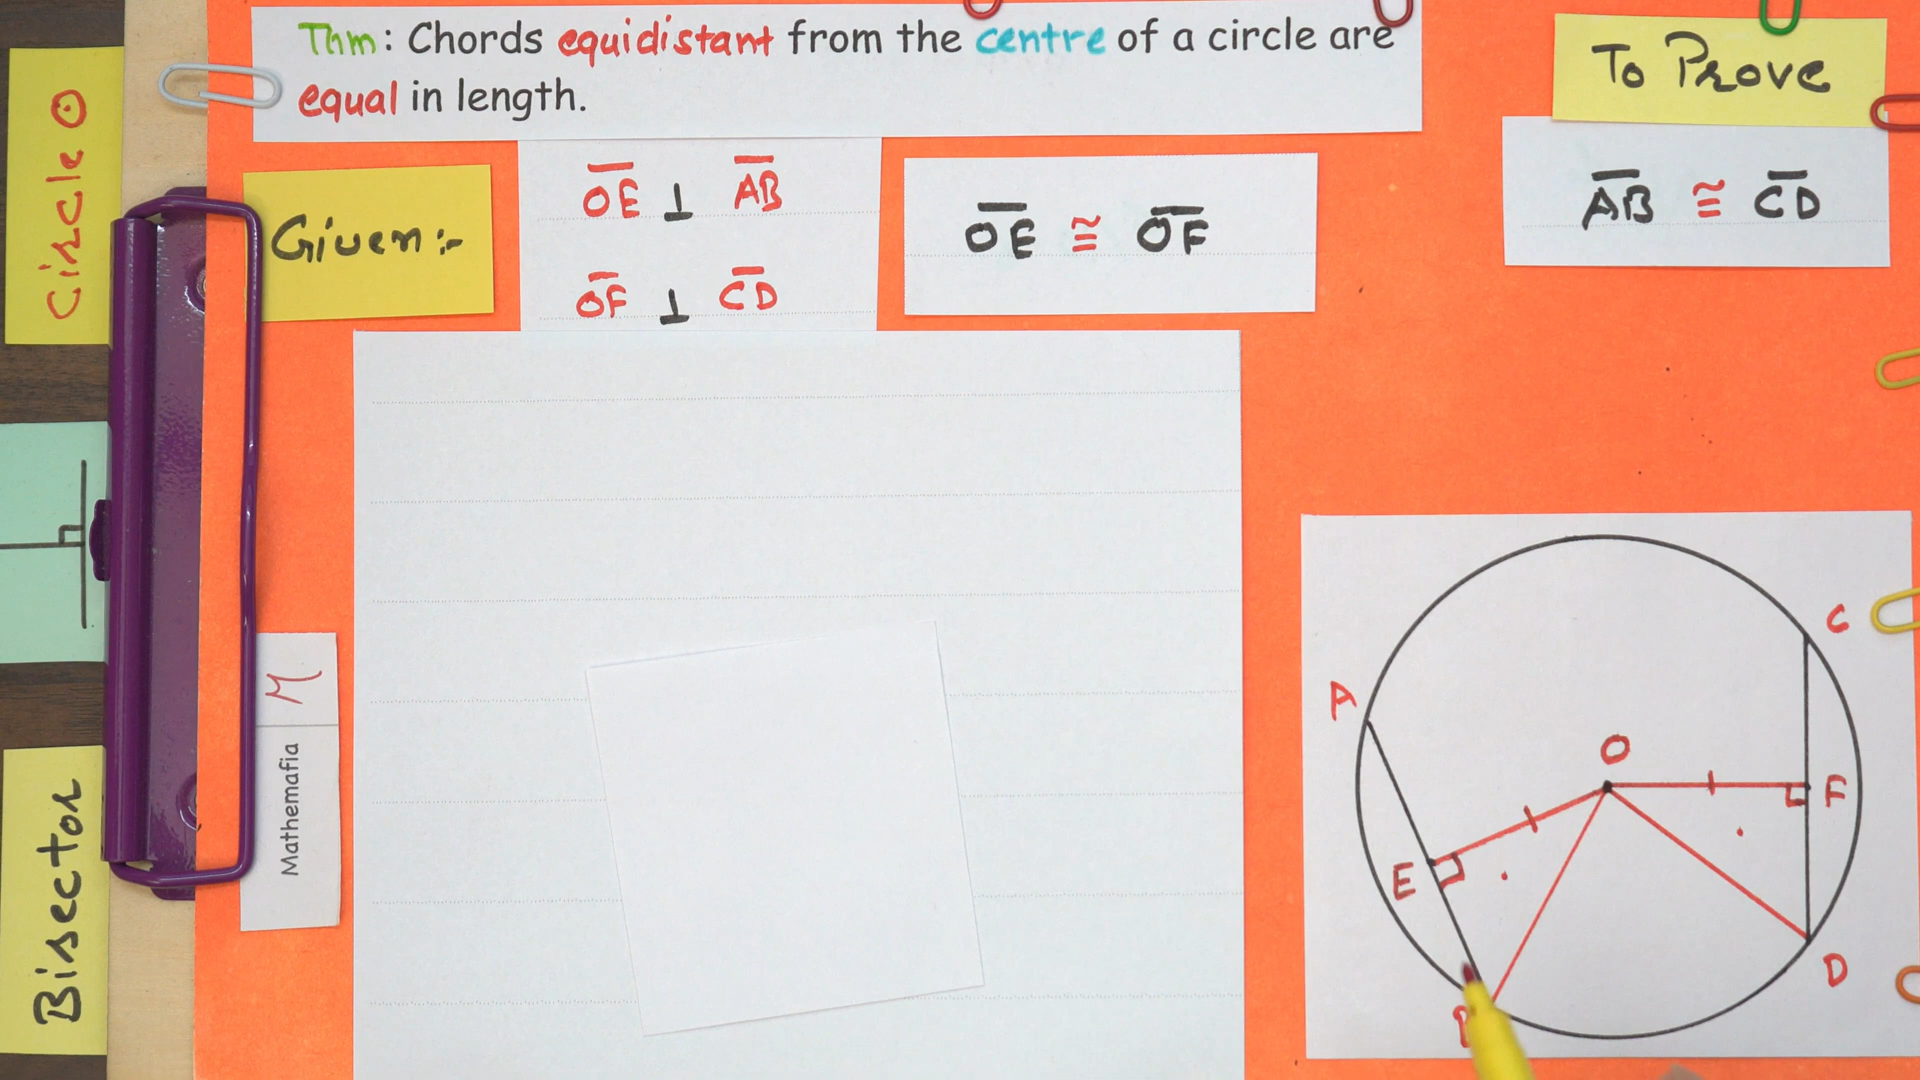 Thm : Chords equidistant from the centre of a circle are
equal in length.
To Prove
Circle
Given :-
OE ⊥ AB
OF ⊥ CD
OE ≅ OF
AB ≅ CD
Bisector
M
Mathemafia
C
A
O
F
E
D